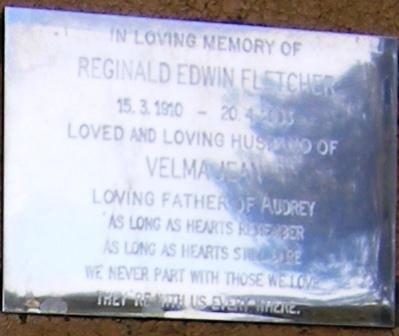 IN LOVING MEMORY OF
REGINALD EDWIN FLETCHER
15. 3. 1910 – 20. 4.
LOVED AND LOVING HUSBAND OF
VELMA JEAN
LOVING FATHER OF AUDREY
AS LONG AS HEARTS REMEMBER
AS LONG AS HEARTS STILL CARE
WE NEVER PART WITH THOSE WE LOVE
THEY'RE WITH US EVERYWHERE.